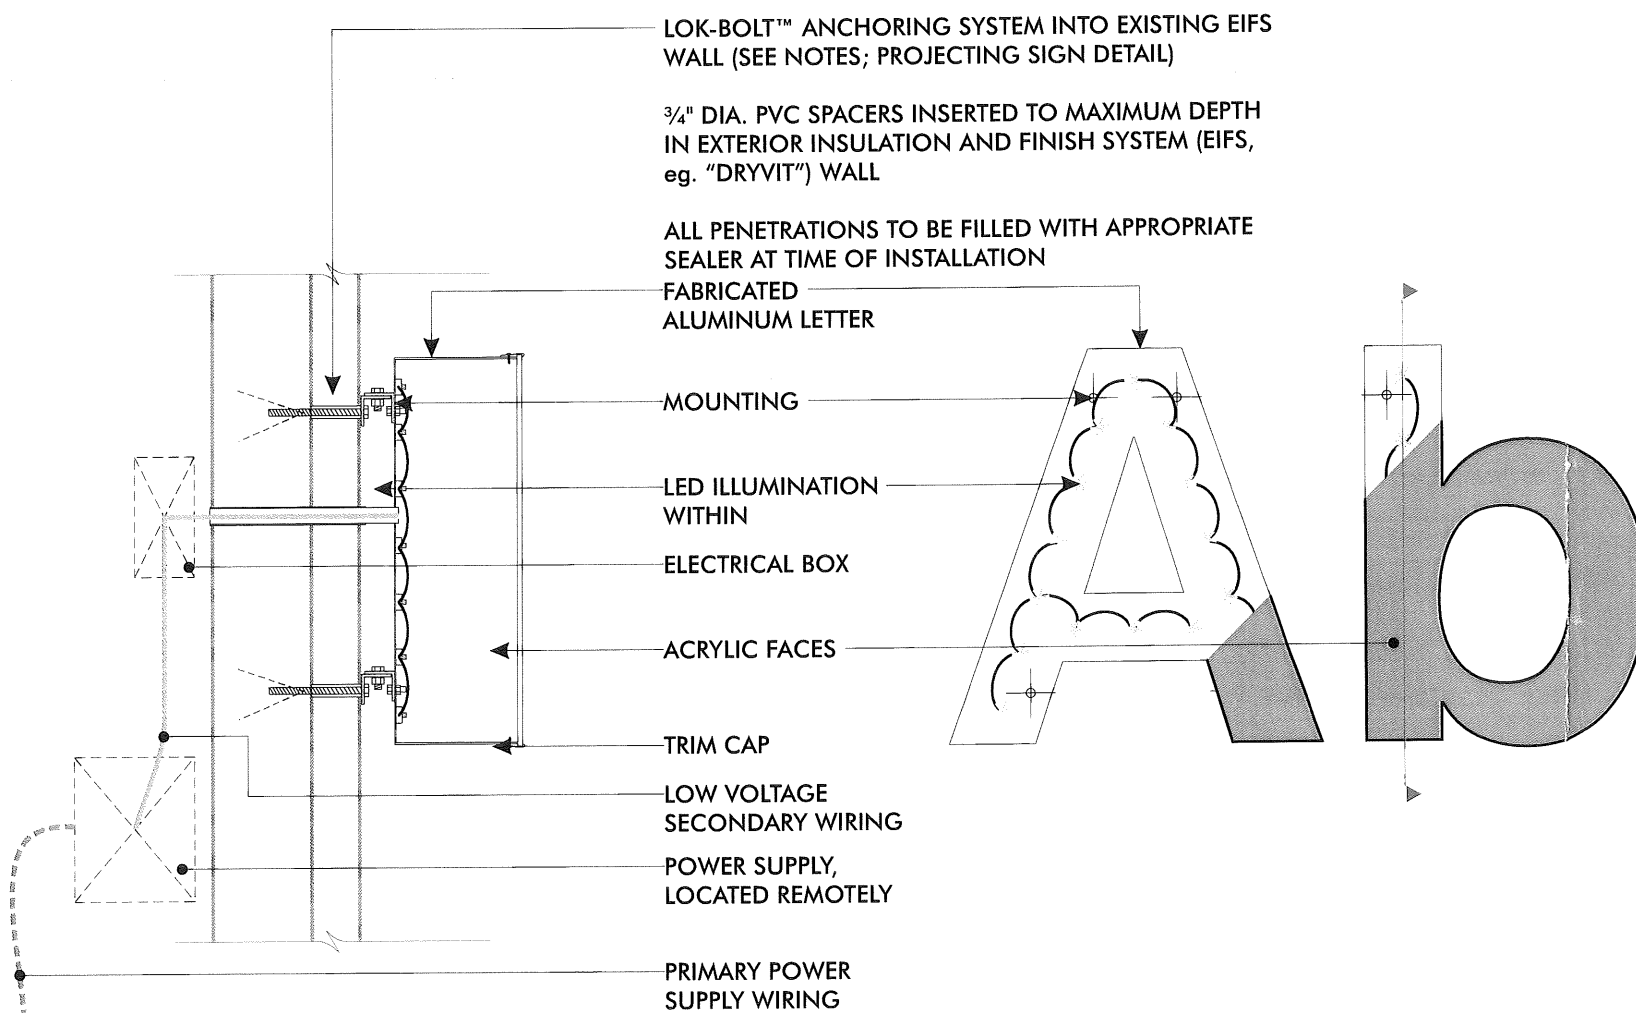 LOK-BOLT™ ANCHORING SYSTEM INTO EXISTING EIFS
WALL (SEE NOTES; PROJECTING SIGN DETAIL)
¾" DIA. PVC SPACERS INSERTED TO MAXIMUM DEPTH
IN EXTERIOR INSULATION AND FINISH SYSTEM (EIFS,
eg. “DRYVIT”) WALL
ALL PENETRATIONS TO BE FILLED WITH APPROPRIATE
SEALER AT TIME OF INSTALLATION
FABRICATED
ALUMINUM LETTER
MOUNTING
LED ILLUMINATION
WITHIN
ELECTRICAL BOX
ACRYLIC FACES
TRIM CAP
LOW VOLTAGE
SECONDARY WIRING
POWER SUPPLY,
LOCATED REMOTELY
PRIMARY POWER
SUPPLY WIRING
Ab